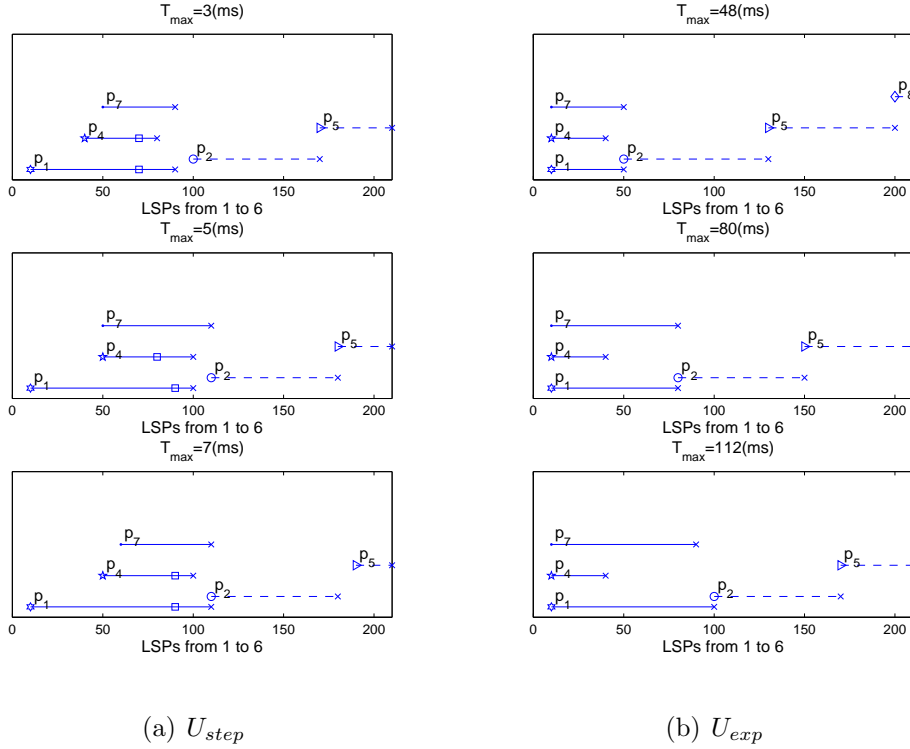 T_max=3(ms)
p_7
p_4
p_5
p_2
p_1
0 50 100 150 200
LSPs from 1 to 6
T_max=5(ms)
p_7
p_5
p_4
p_2
p_1
0 50 100 150 200
LSPs from 1 to 6
T_max=7(ms)
p_7
p_5
p_4
p_2
p_1
0 50 100 150 200
LSPs from 1 to 6
(a) U_step
T_max=48(ms)
p_8
p_7
p_5
p_4
p_2
p_1
0 50 100 150 200
LSPs from 1 to 6
T_max=80(ms)
p_7
p_5
p_4
p_2
p_1
0 50 100 150 200
LSPs from 1 to 6
T_max=112(ms)
p_7
p_5
p_4
p_2
p_1
0 50 100 150 200
LSPs from 1 to 6
(b) U_exp